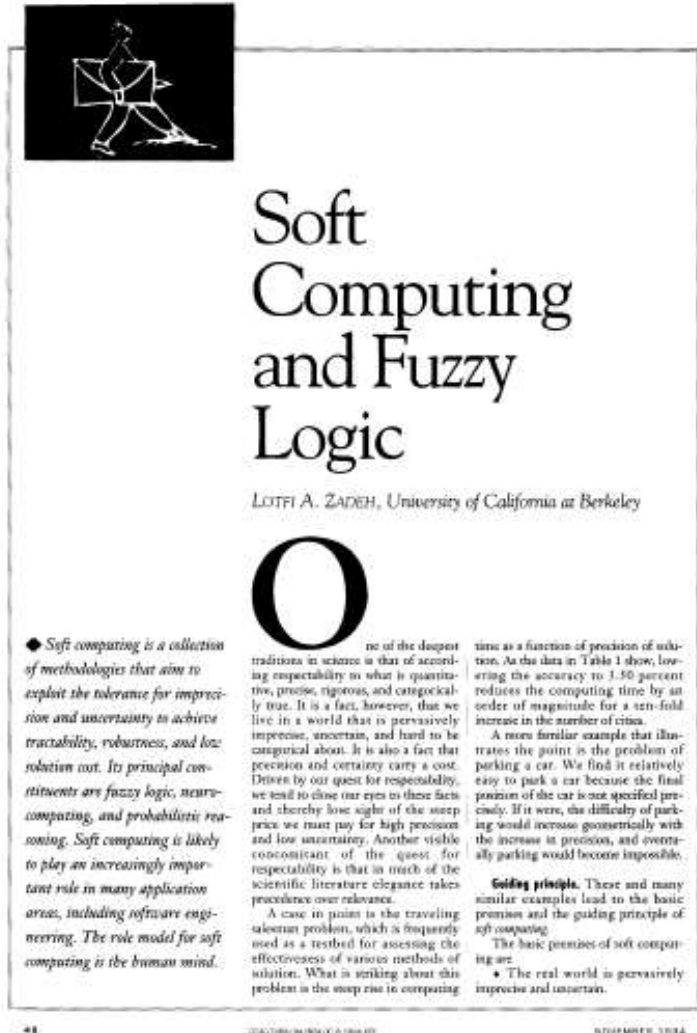 Soft
Computing
and Fuzzy
Logic
LOTFI A. ZADEH, University of California at Berkeley
◆ Soft computing is a collection
of methodologies that aim to
exploit the tolerance for impreci-
sion and uncertainty to achieve
tractability, robustness, and low
solution cost. Its principal con-
stituents are fuzzy logic, neuro-
computing, and probabilistic rea-
soning. Soft computing is likely
to play an increasingly impor-
tant role in many application
areas, including software engi-
neering. The role model for soft
computing is the human mind.
One of the deepest
traditions in science is that of accord-
ing respectability to what is quantita-
tive, precise, rigorous, and categorical-
ly true. It is a fact, however, that we
live in a world that is pervasively
imprecise, uncertain, and hard to be
categorical about. It is also a fact that
precision and certainty carry a cost.
Driven by our quest for respectability,
we tend to close our eyes to these facts
and thereby lose sight of the steep
price we must pay for high precision
and low uncertainty. Another visible
concomitant of the quest for
respectability is that in much of the
scientific literature elegance takes
precedence over relevance.
A case in point is the traveling
salesman problem, which is frequently
used as a testbed for assessing the
effectiveness of various methods of
solution. What is striking about this
problem is the steep rise in computing
time as a function of precision of solu-
tion. As the data in Table 1 show, low-
ering the accuracy to 3.50 percent
reduces the computing time by an
order of magnitude for a ten-fold
increase in the number of cities.
A more familiar example that illus-
trates the point is the problem of
parking a car. We find it relatively
easy to park a car because the final
position of the car is not specified pre-
cisely. If it were, the difficulty of park-
ing would increase geometrically with
the increase in precision, and eventu-
ally parking would become impossible.
Guiding principle. These and many
similar examples lead to the basic
premises and the guiding principle of
soft computing.
The basic premises of soft comput-
ing are
♦ The real world is pervasively
imprecise and uncertain.
48
NOVEMBER 1994